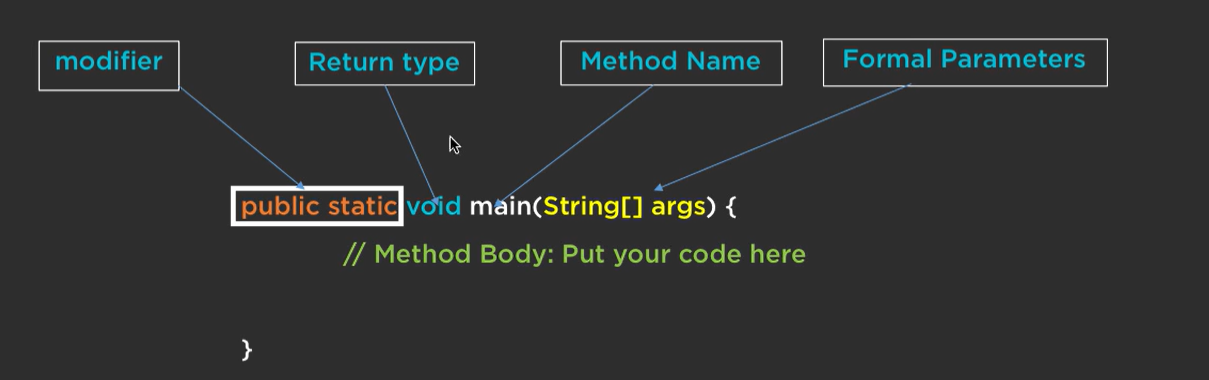 modifier
Return type
Method Name
Formal Parameters
public static void main(String[] args) {
// Method Body: Put your code here
}